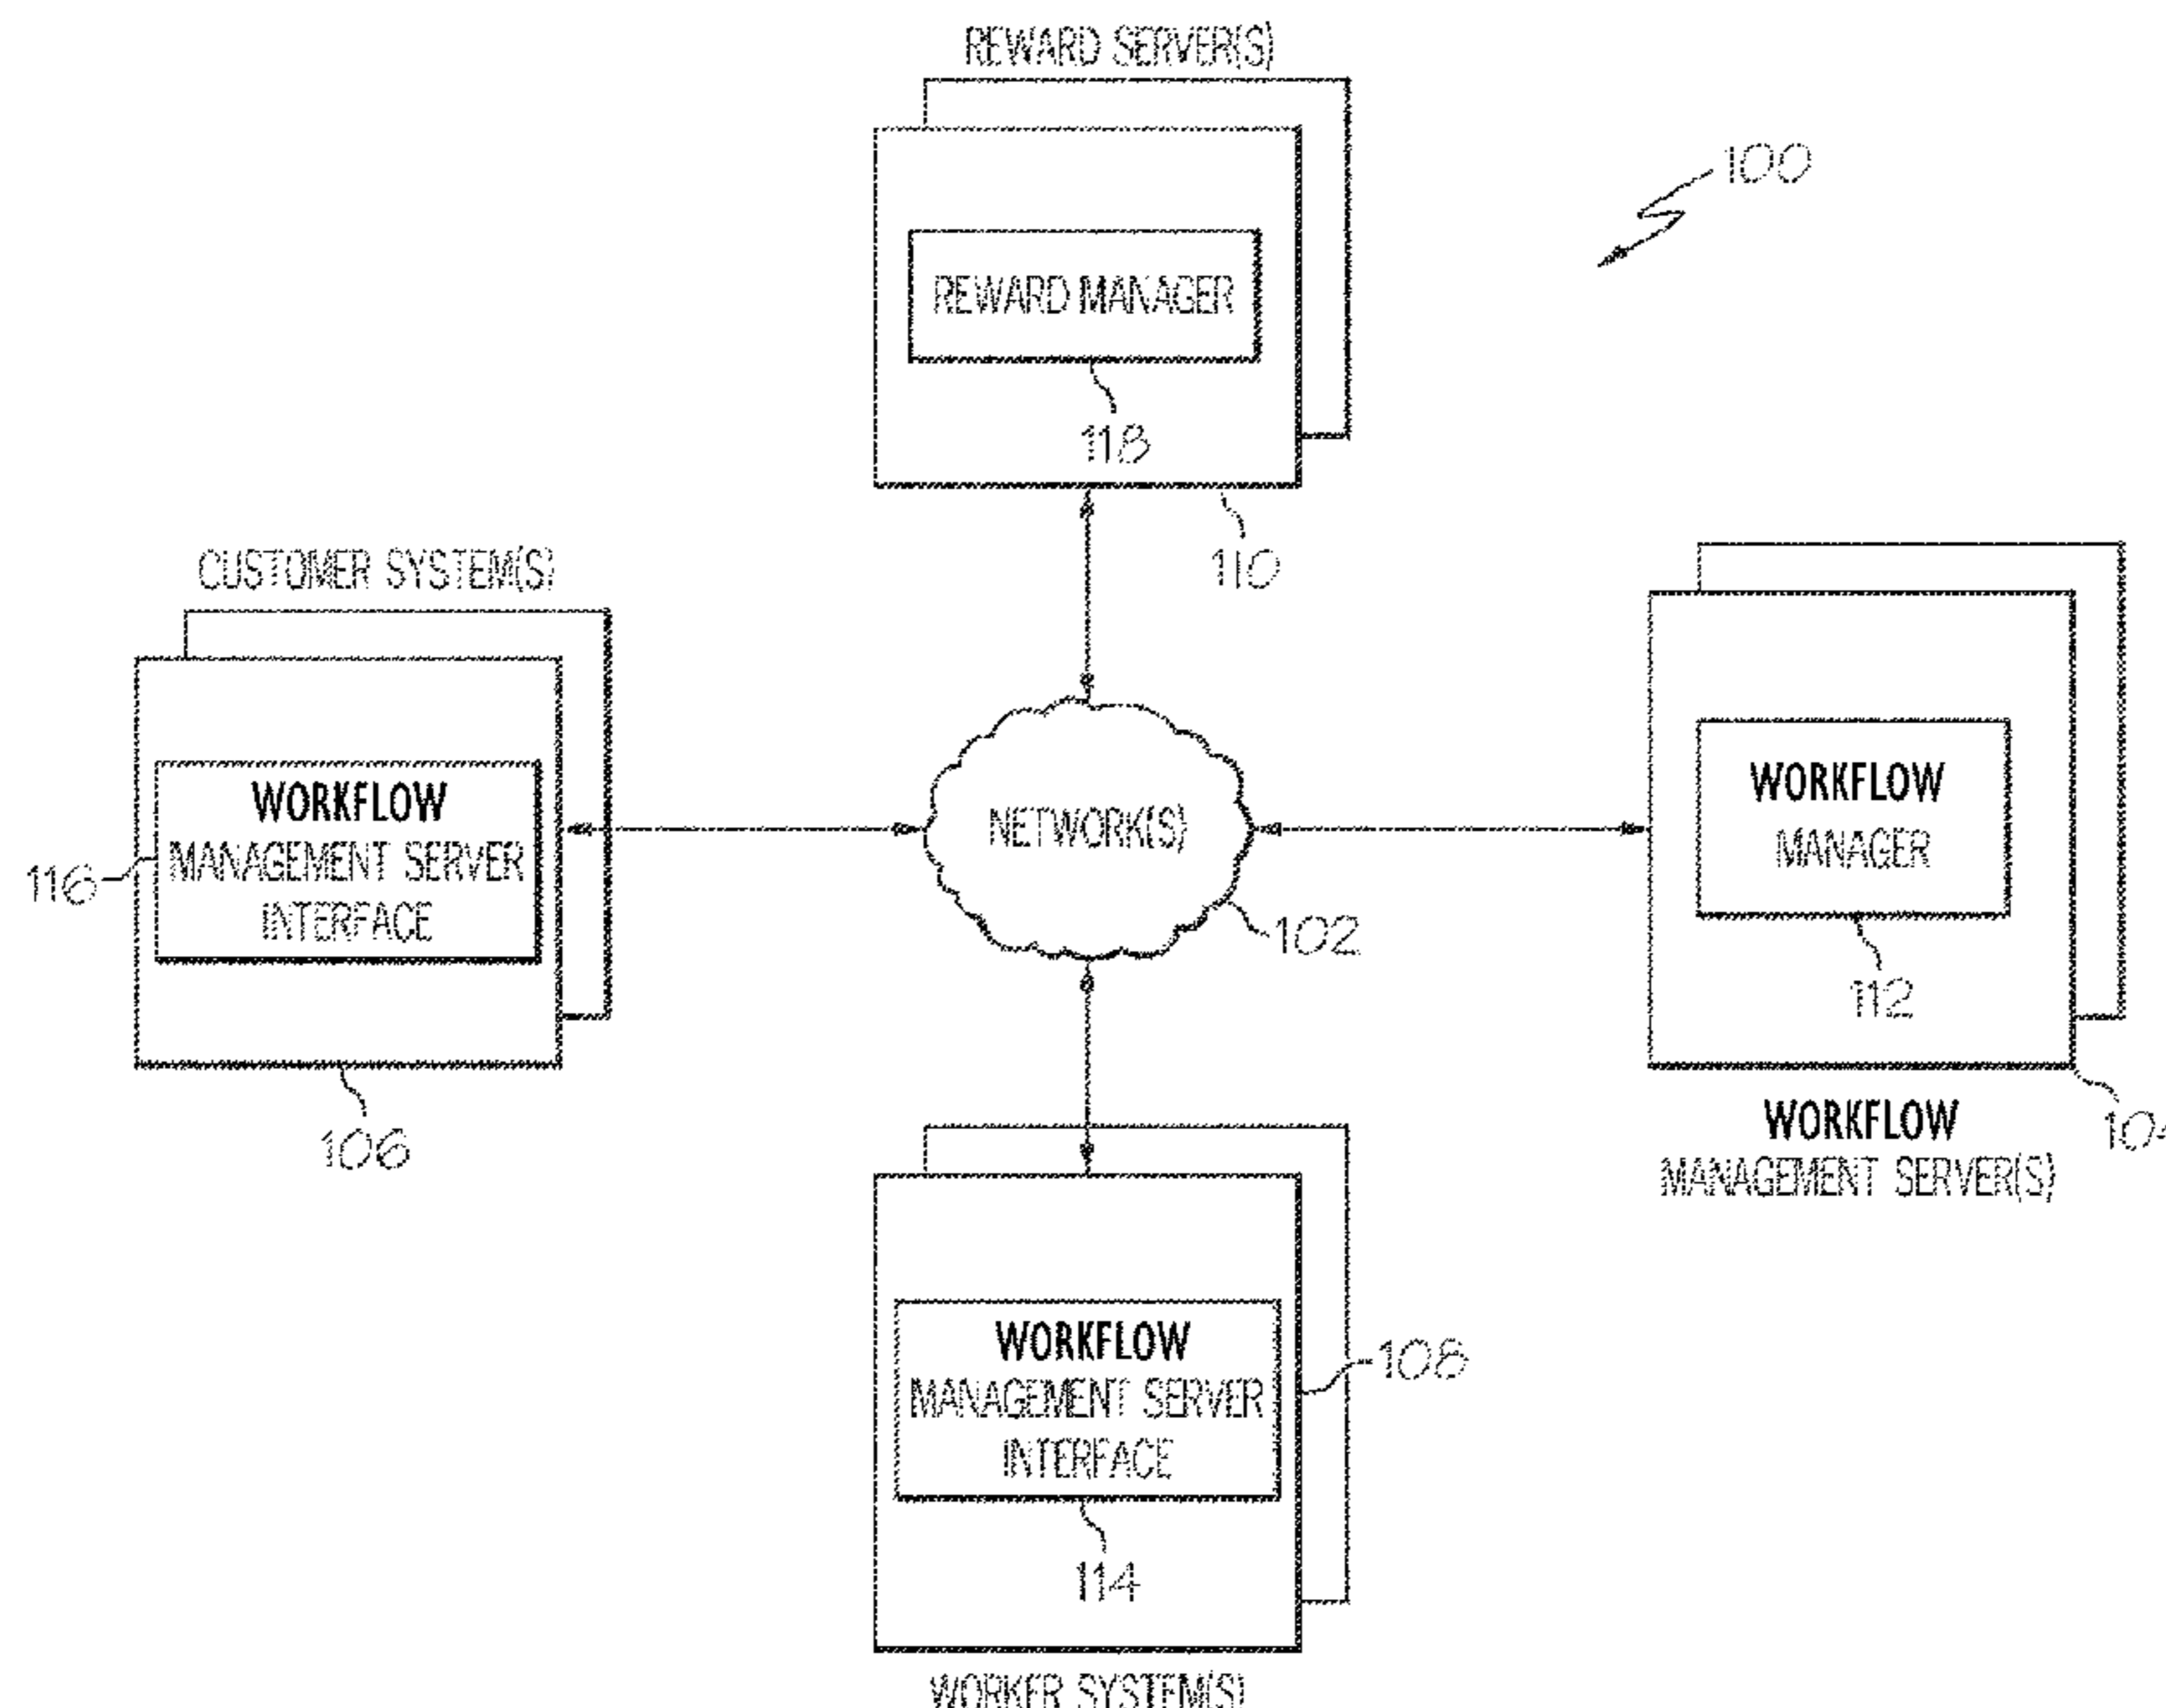 REWARD SERVER(S)
100
REWARD MANAGER
118
110
CUSTOMER SYSTEM(S)
WORKFLOW
MANAGEMENT SERVER
INTERFACE
116
106
NETWORK(S)
102
WORKFLOW
MANAGER
112
104
WORKFLOW
MANAGEMENT SERVER(S)
WORKFLOW
MANAGEMENT SERVER
INTERFACE
108
114
WORKER SYSTEM(S)